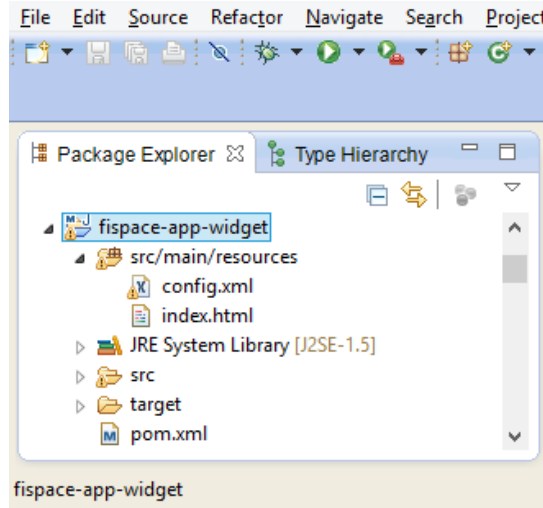 File Edit Source Refactor Navigate Search Project
Package Explorer Type Hierarchy
fispace-app-widget
src/main/resources
config.xml
index.html
JRE System Library [J2SE-1.5]
src
target
pom.xml
fispace-app-widget